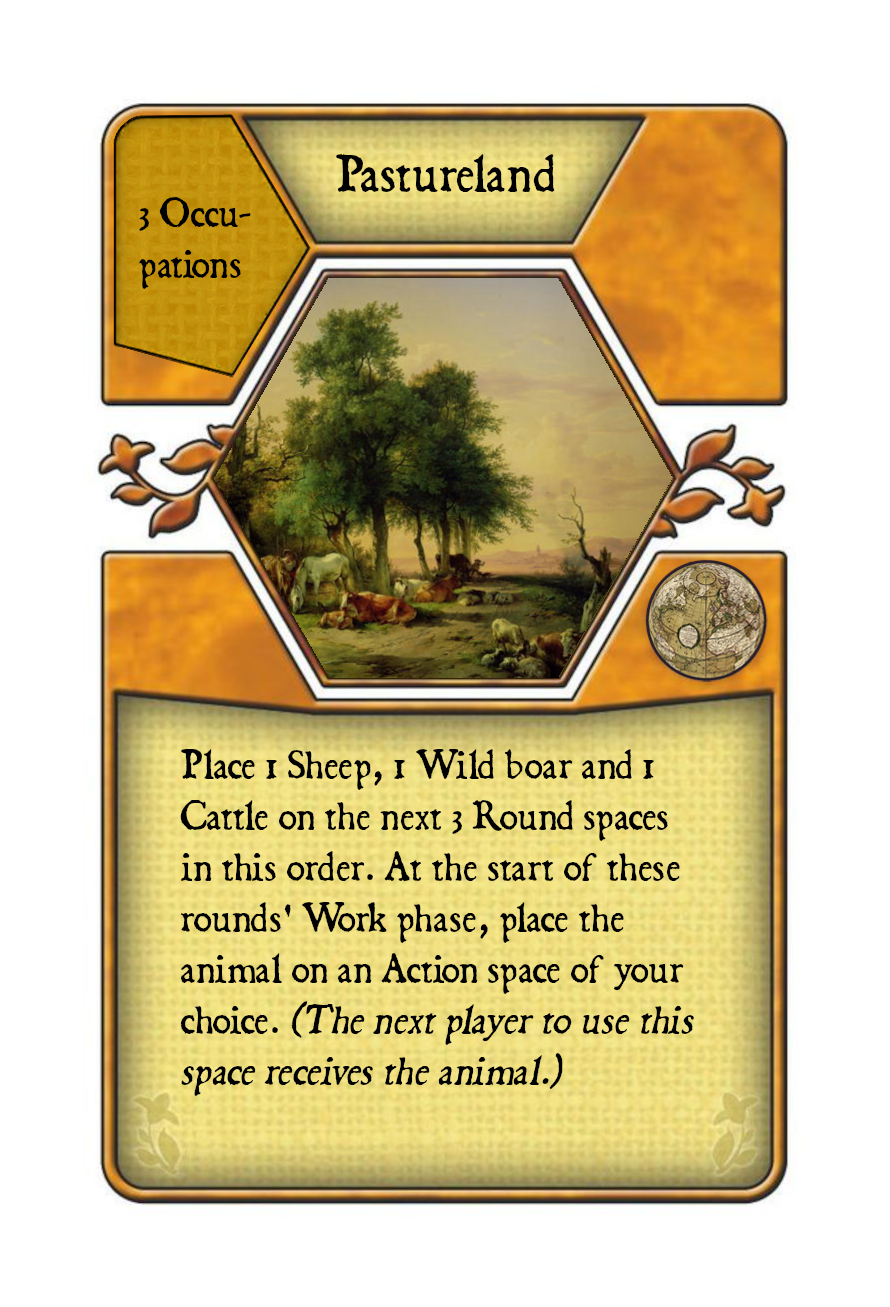 Pastureland
3 Occu-
pations
Place 1 Sheep, 1 Wild boar and 1
Cattle on the next 3 Round spaces
in this order. At the start of these
rounds' Work phase, place the
animal on an Action space of your
choice. (The next player to use this
space receives the animal.)